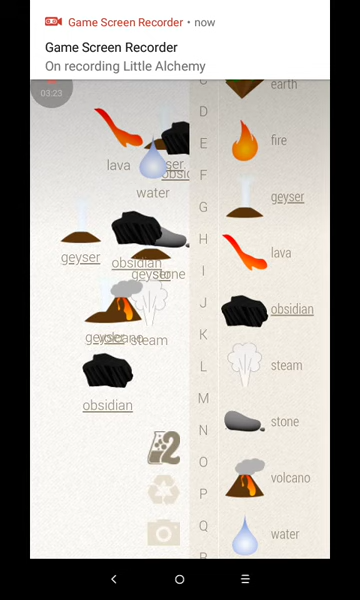 Game Screen Recorder • now
Game Screen Recorder
On recording Little Alchemy
03:23
earth
D
E
fire
F
lava
water
geyser
G
geyser
H
lava
obsidian
geyser
stone
I
J
obsidian
volcano
steam
K
L
steam
obsidian
M
stone
N
O
volcano
P
Q
water
R